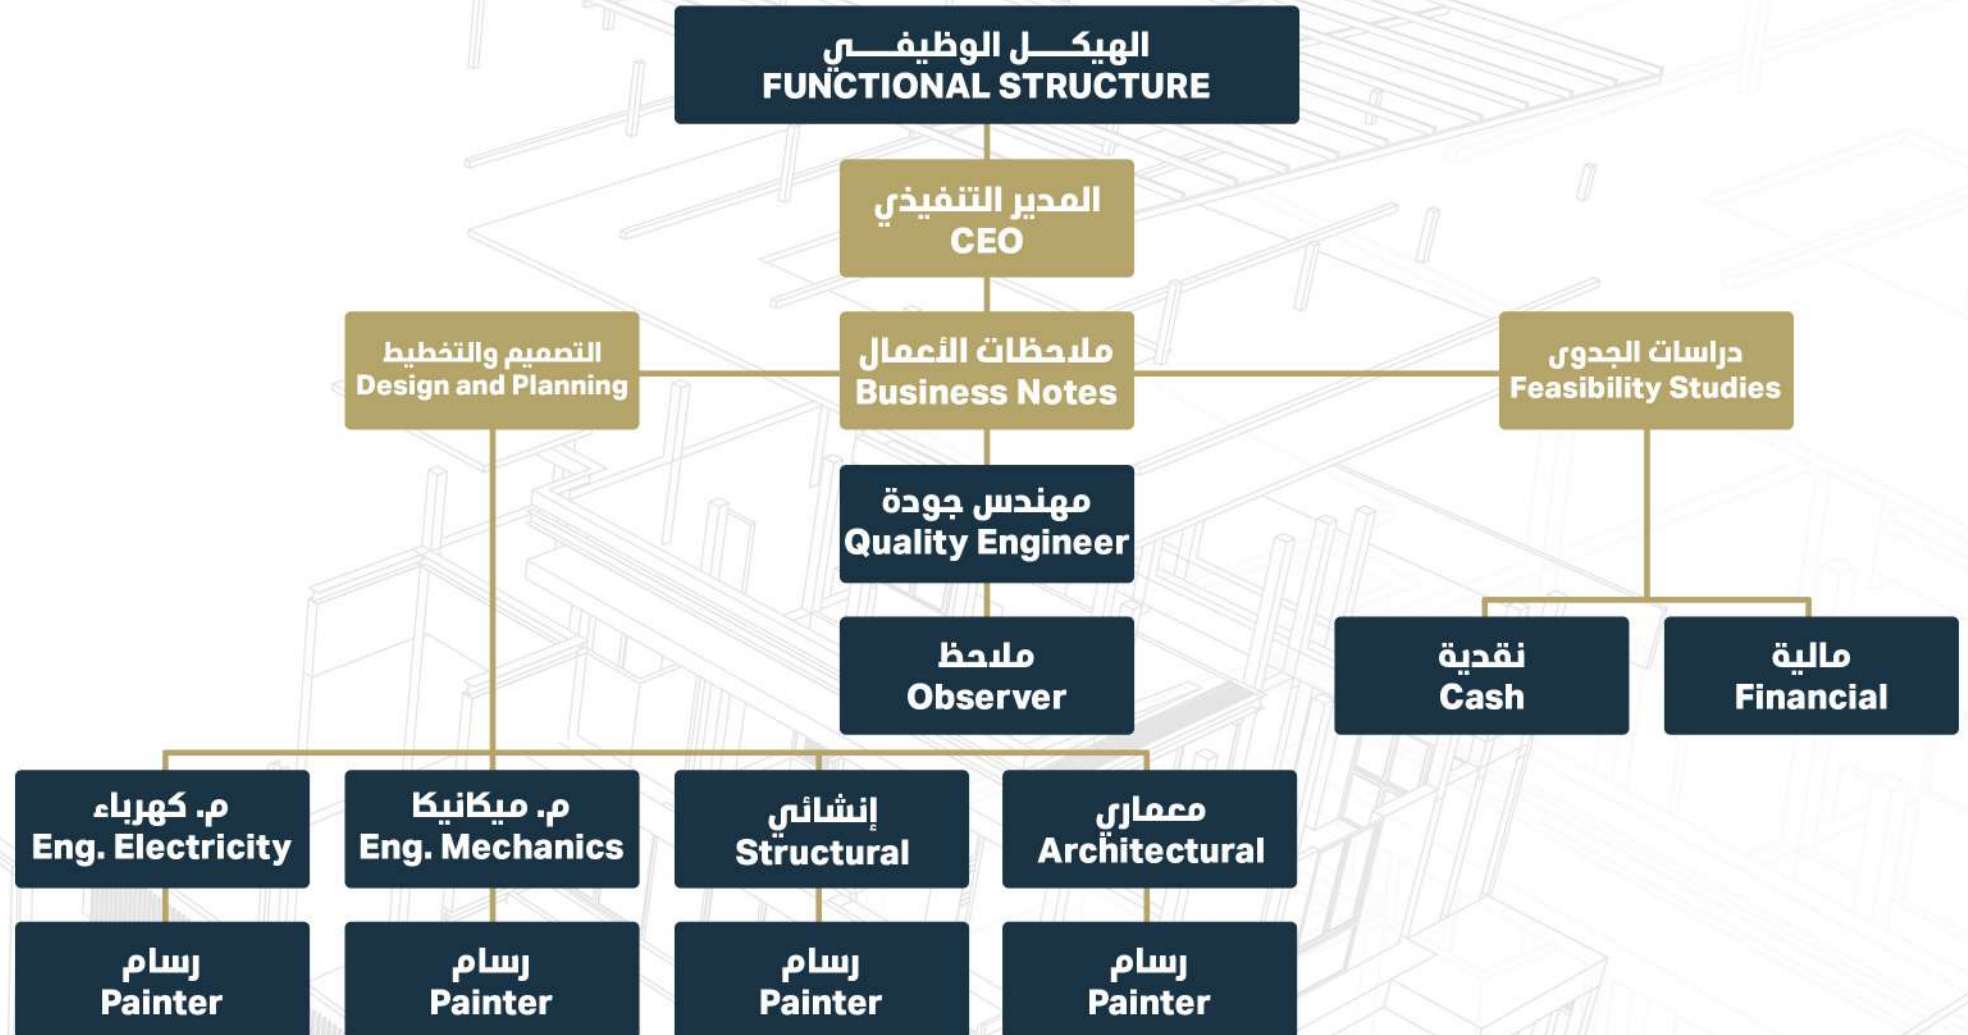 الهيكل الوظيفي
FUNCTIONAL STRUCTURE
المدير التنفيذي
CEO
التصميم والتخطيط
Design and Planning
ملاحظات الأعمال
Business Notes
دراسات الجدوى
Feasibility Studies
مهندس جودة
Quality Engineer
ملاحظ
Observer
نقدية
Cash
مالية
Financial
م. كهرباء
Eng. Electricity
م. ميكانيكا
Eng. Mechanics
إنشائي
Structural
معماري
Architectural
رسام
Painter
رسام
Painter
رسام
Painter
رسام
Painter